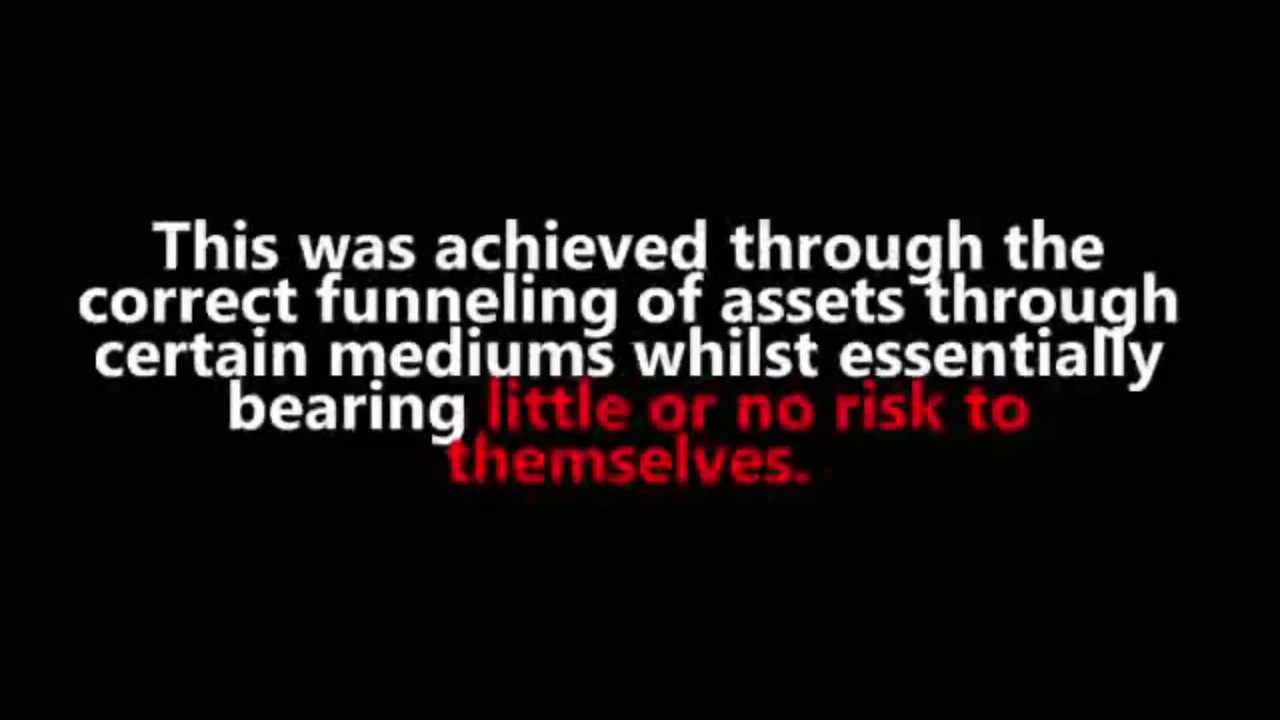 This was achieved through the
correct funneling of assets through
certain mediums whilst essentially
bearing little or no risk to
themselves.